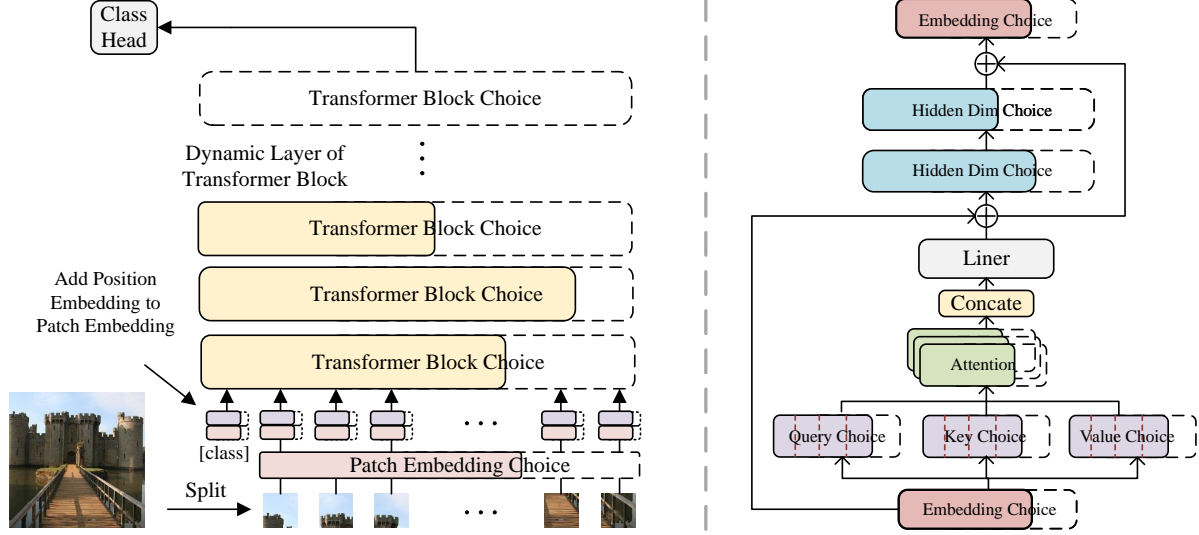 Class
Head
Transformer Block Choice
Dynamic Layer of
Transformer Block
Transformer Block Choice
Transformer Block Choice
Add Position
Embedding to
Patch Embedding
Transformer Block Choice
[class]
Patch Embedding Choice
Split
Embedding Choice
Hidden Dim Choice
Hidden Dim Choice
Liner
Concate
Attention
Query Choice
Key Choice
Value Choice
Embedding Choice